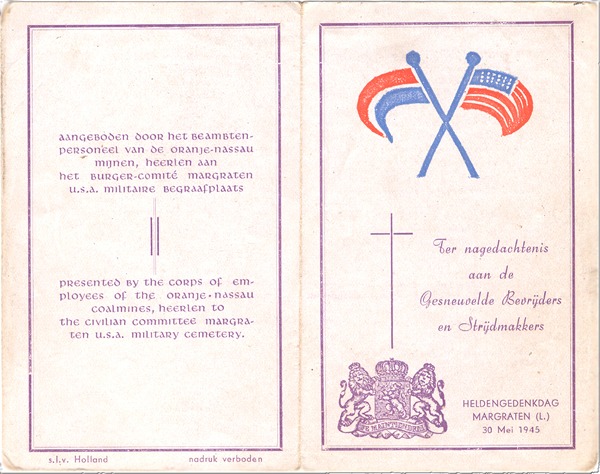 AANGEBODEN DOOR HET BEAMBTEN-
PERSONEEL VAN DE ORANJE-NASSAU
MIJNEN, HEERLEN AAN
HET BURGER-COMITÉ MARGRATEN
U.S.A. MILITAIRE BEGRAAFPLAATS
PRESENTED BY THE CORPS OF EM-
PLOYEES OF THE ORANJE-NASSAU
COALMINES, HEERLEN TO
THE CIVILIAN COMMITTEE MARGRA-
TEN U.S.A. MILITARY CEMETERY.
s.l.v. Holland nadruk verboden
Ter nagedachtenis
aan de
Gesneuvelde Bevrijders
en Strijdmakkers
JE MAINTIENDRAI
HELDENGEDENKDAG
MARGRATEN (L.)
30 Mei 1945